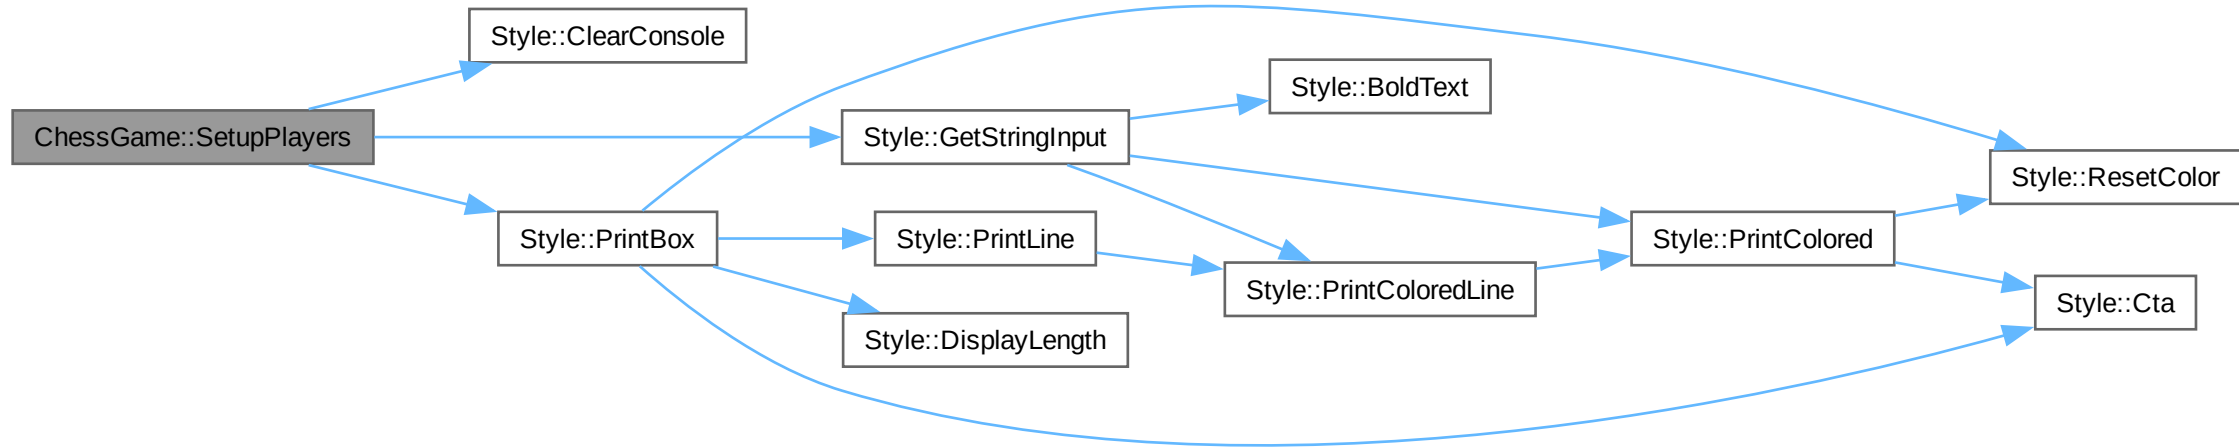 Style::ClearConsole
ChessGame::SetupPlayers
Style::GetStringInput
Style::BoldText
Style::ResetColor
Style::PrintBox
Style::PrintLine
Style::PrintColored
Style::PrintColoredLine
Style::Cta
Style::DisplayLength